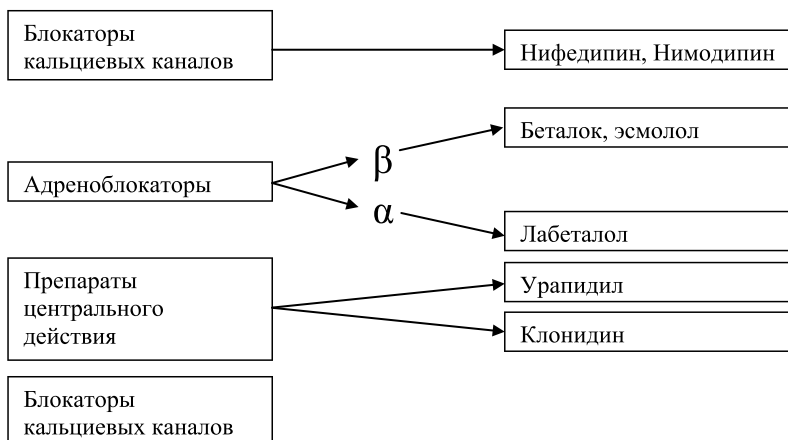 Блокаторы
кальциевых каналов
Нифедипин, Нимодипин
Беталок, эсмолол
β
Адреноблокаторы
α
Лабеталол
Препараты
центрального
действия
Урапидил
Клонидин
Блокаторы
кальциевых каналов